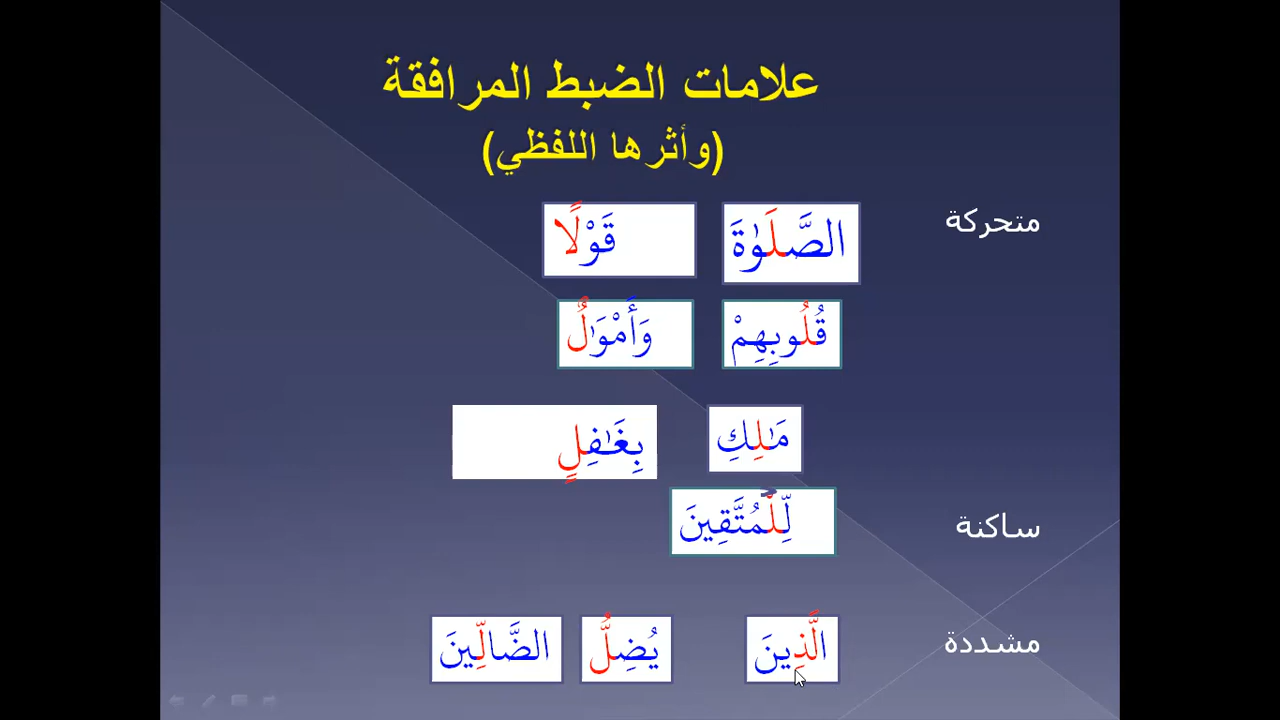 علامات الضبط المرافقة
(وأثرها اللفظي)
متحركة الصَّلَوٰةَ قَوْلًا
قُلُوبِهِمْ وَأَمْوَٰلٌ
مَـٰلِكِ بِغَـٰفِلٍ
ساكنة لِّلْمُتَّقِينَ
مشددة الَّذِينَ يُضِلُّ الضَّالِّينَ